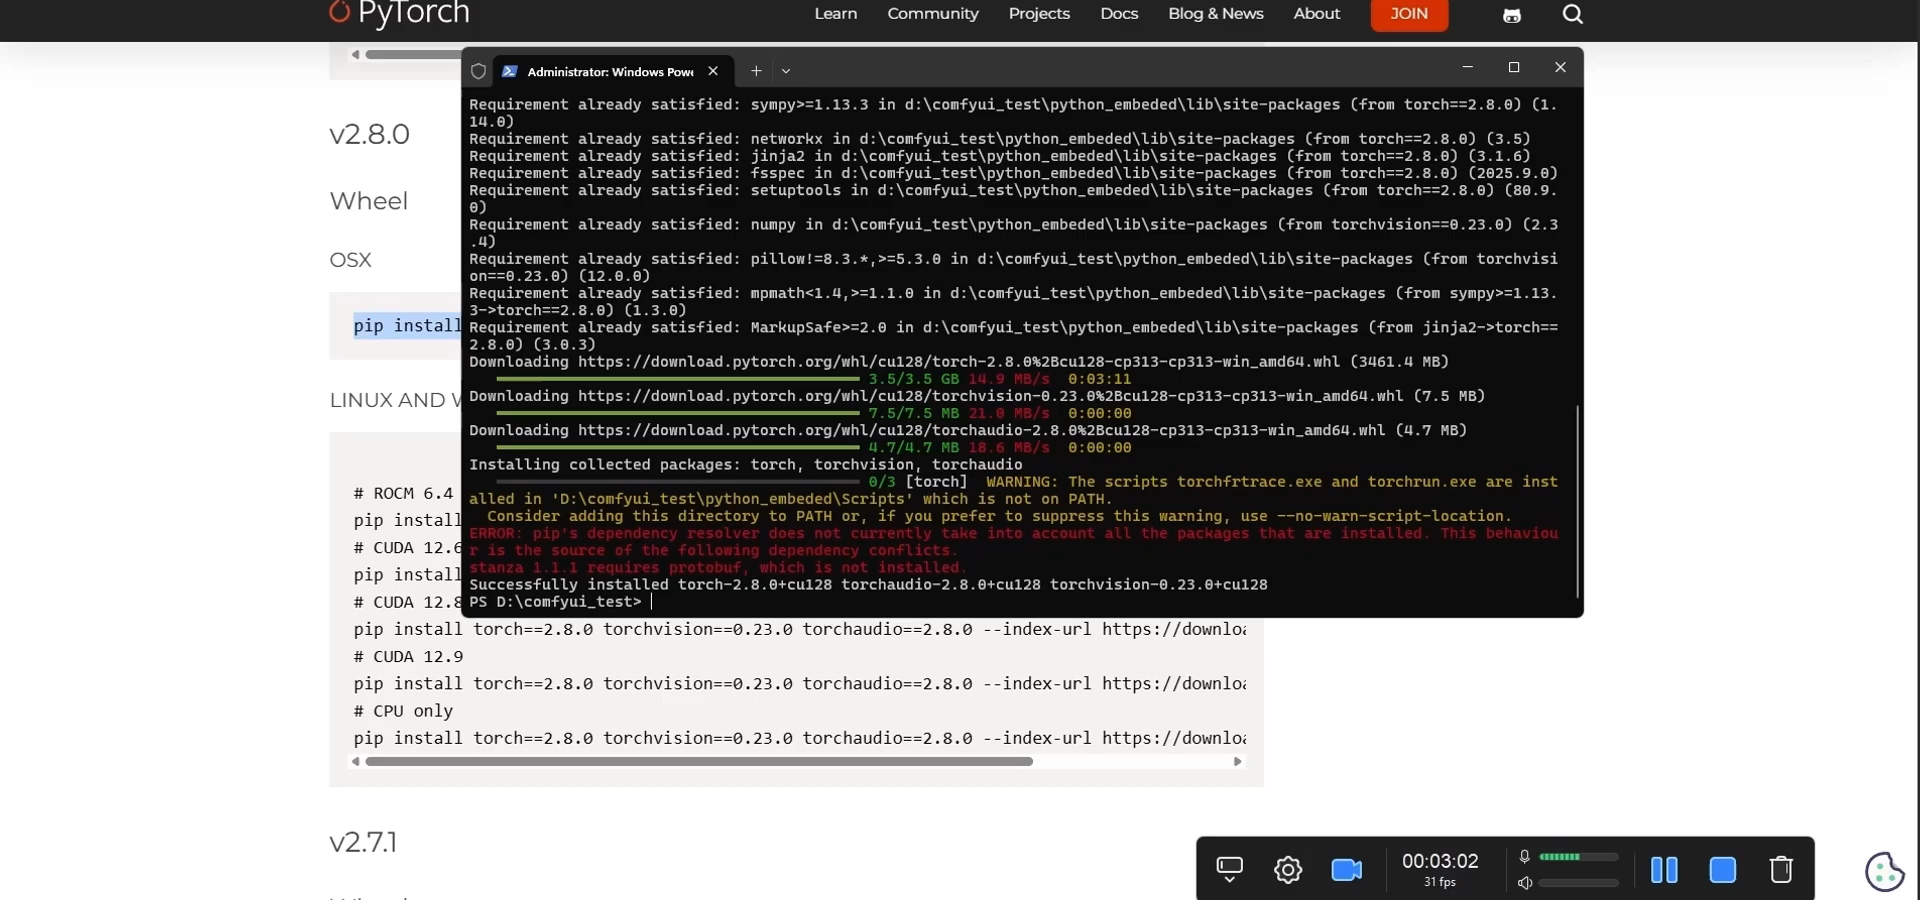 PyTorch
Learn Community Projects Docs Blog & News About JOIN
Administrator: Windows Powe
v2.8.0
Wheel
OSX
pip install
LINUX AND W
# ROCM 6.4
pip install
# CUDA 12.6
pip install
# CUDA 12.8
pip install torch==2.8.0 torchvision==0.23.0 torchaudio==2.8.0 --index-url https://downloa
# CUDA 12.9
pip install torch==2.8.0 torchvision==0.23.0 torchaudio==2.8.0 --index-url https://downloa
# CPU only
pip install torch==2.8.0 torchvision==0.23.0 torchaudio==2.8.0 --index-url https://downloa
v2.7.1
Requirement already satisfied: sympy>=1.13.3 in d:\comfyui_test\python_embeded\lib\site-packages (from torch==2.8.0) (1.
14.0)
Requirement already satisfied: networkx in d:\comfyui_test\python_embeded\lib\site-packages (from torch==2.8.0) (3.5)
Requirement already satisfied: jinja2 in d:\comfyui_test\python_embeded\lib\site-packages (from torch==2.8.0) (3.1.6)
Requirement already satisfied: fsspec in d:\comfyui_test\python_embeded\lib\site-packages (from torch==2.8.0) (2025.9.0)
Requirement already satisfied: setuptools in d:\comfyui_test\python_embeded\lib\site-packages (from torch==2.8.0) (80.9.
0)
Requirement already satisfied: numpy in d:\comfyui_test\python_embeded\lib\site-packages (from torchvision==0.23.0) (2.3
.4)
Requirement already satisfied: pillow!=8.3.*,>=5.3.0 in d:\comfyui_test\python_embeded\lib\site-packages (from torchvisi
on==0.23.0) (12.0.0)
Requirement already satisfied: mpmath<1.4,>=1.1.0 in d:\comfyui_test\python_embeded\lib\site-packages (from sympy>=1.13.
3->torch==2.8.0) (1.3.0)
Requirement already satisfied: MarkupSafe>=2.0 in d:\comfyui_test\python_embeded\lib\site-packages (from jinja2->torch==
2.8.0) (3.0.3)
Downloading https://download.pytorch.org/whl/cu128/torch-2.8.0%2Bcu128-cp313-cp313-win_amd64.whl (3461.4 MB)
3.5/3.5 GB 14.9 MB/s 0:03:11
Downloading https://download.pytorch.org/whl/cu128/torchvision-0.23.0%2Bcu128-cp313-cp313-win_amd64.whl (7.5 MB)
7.5/7.5 MB 21.0 MB/s 0:00:00
Downloading https://download.pytorch.org/whl/cu128/torchaudio-2.8.0%2Bcu128-cp313-cp313-win_amd64.whl (4.7 MB)
4.7/4.7 MB 18.6 MB/s 0:00:00
Installing collected packages: torch, torchvision, torchaudio
0/3 [torch] WARNING: The scripts torchfrtrace.exe and torchrun.exe are inst
alled in 'D:\comfyui_test\python_embeded\Scripts' which is not on PATH.
Consider adding this directory to PATH or, if you prefer to suppress this warning, use --no-warn-script-location.
ERROR: pip's dependency resolver does not currently take into account all the packages that are installed. This behaviou
r is the source of the following dependency conflicts.
stanza 1.1.1 requires protobuf, which is not installed.
Successfully installed torch-2.8.0+cu128 torchaudio-2.8.0+cu128 torchvision-0.23.0+cu128
PS D:\comfyui_test>
00:03:02
31 fps